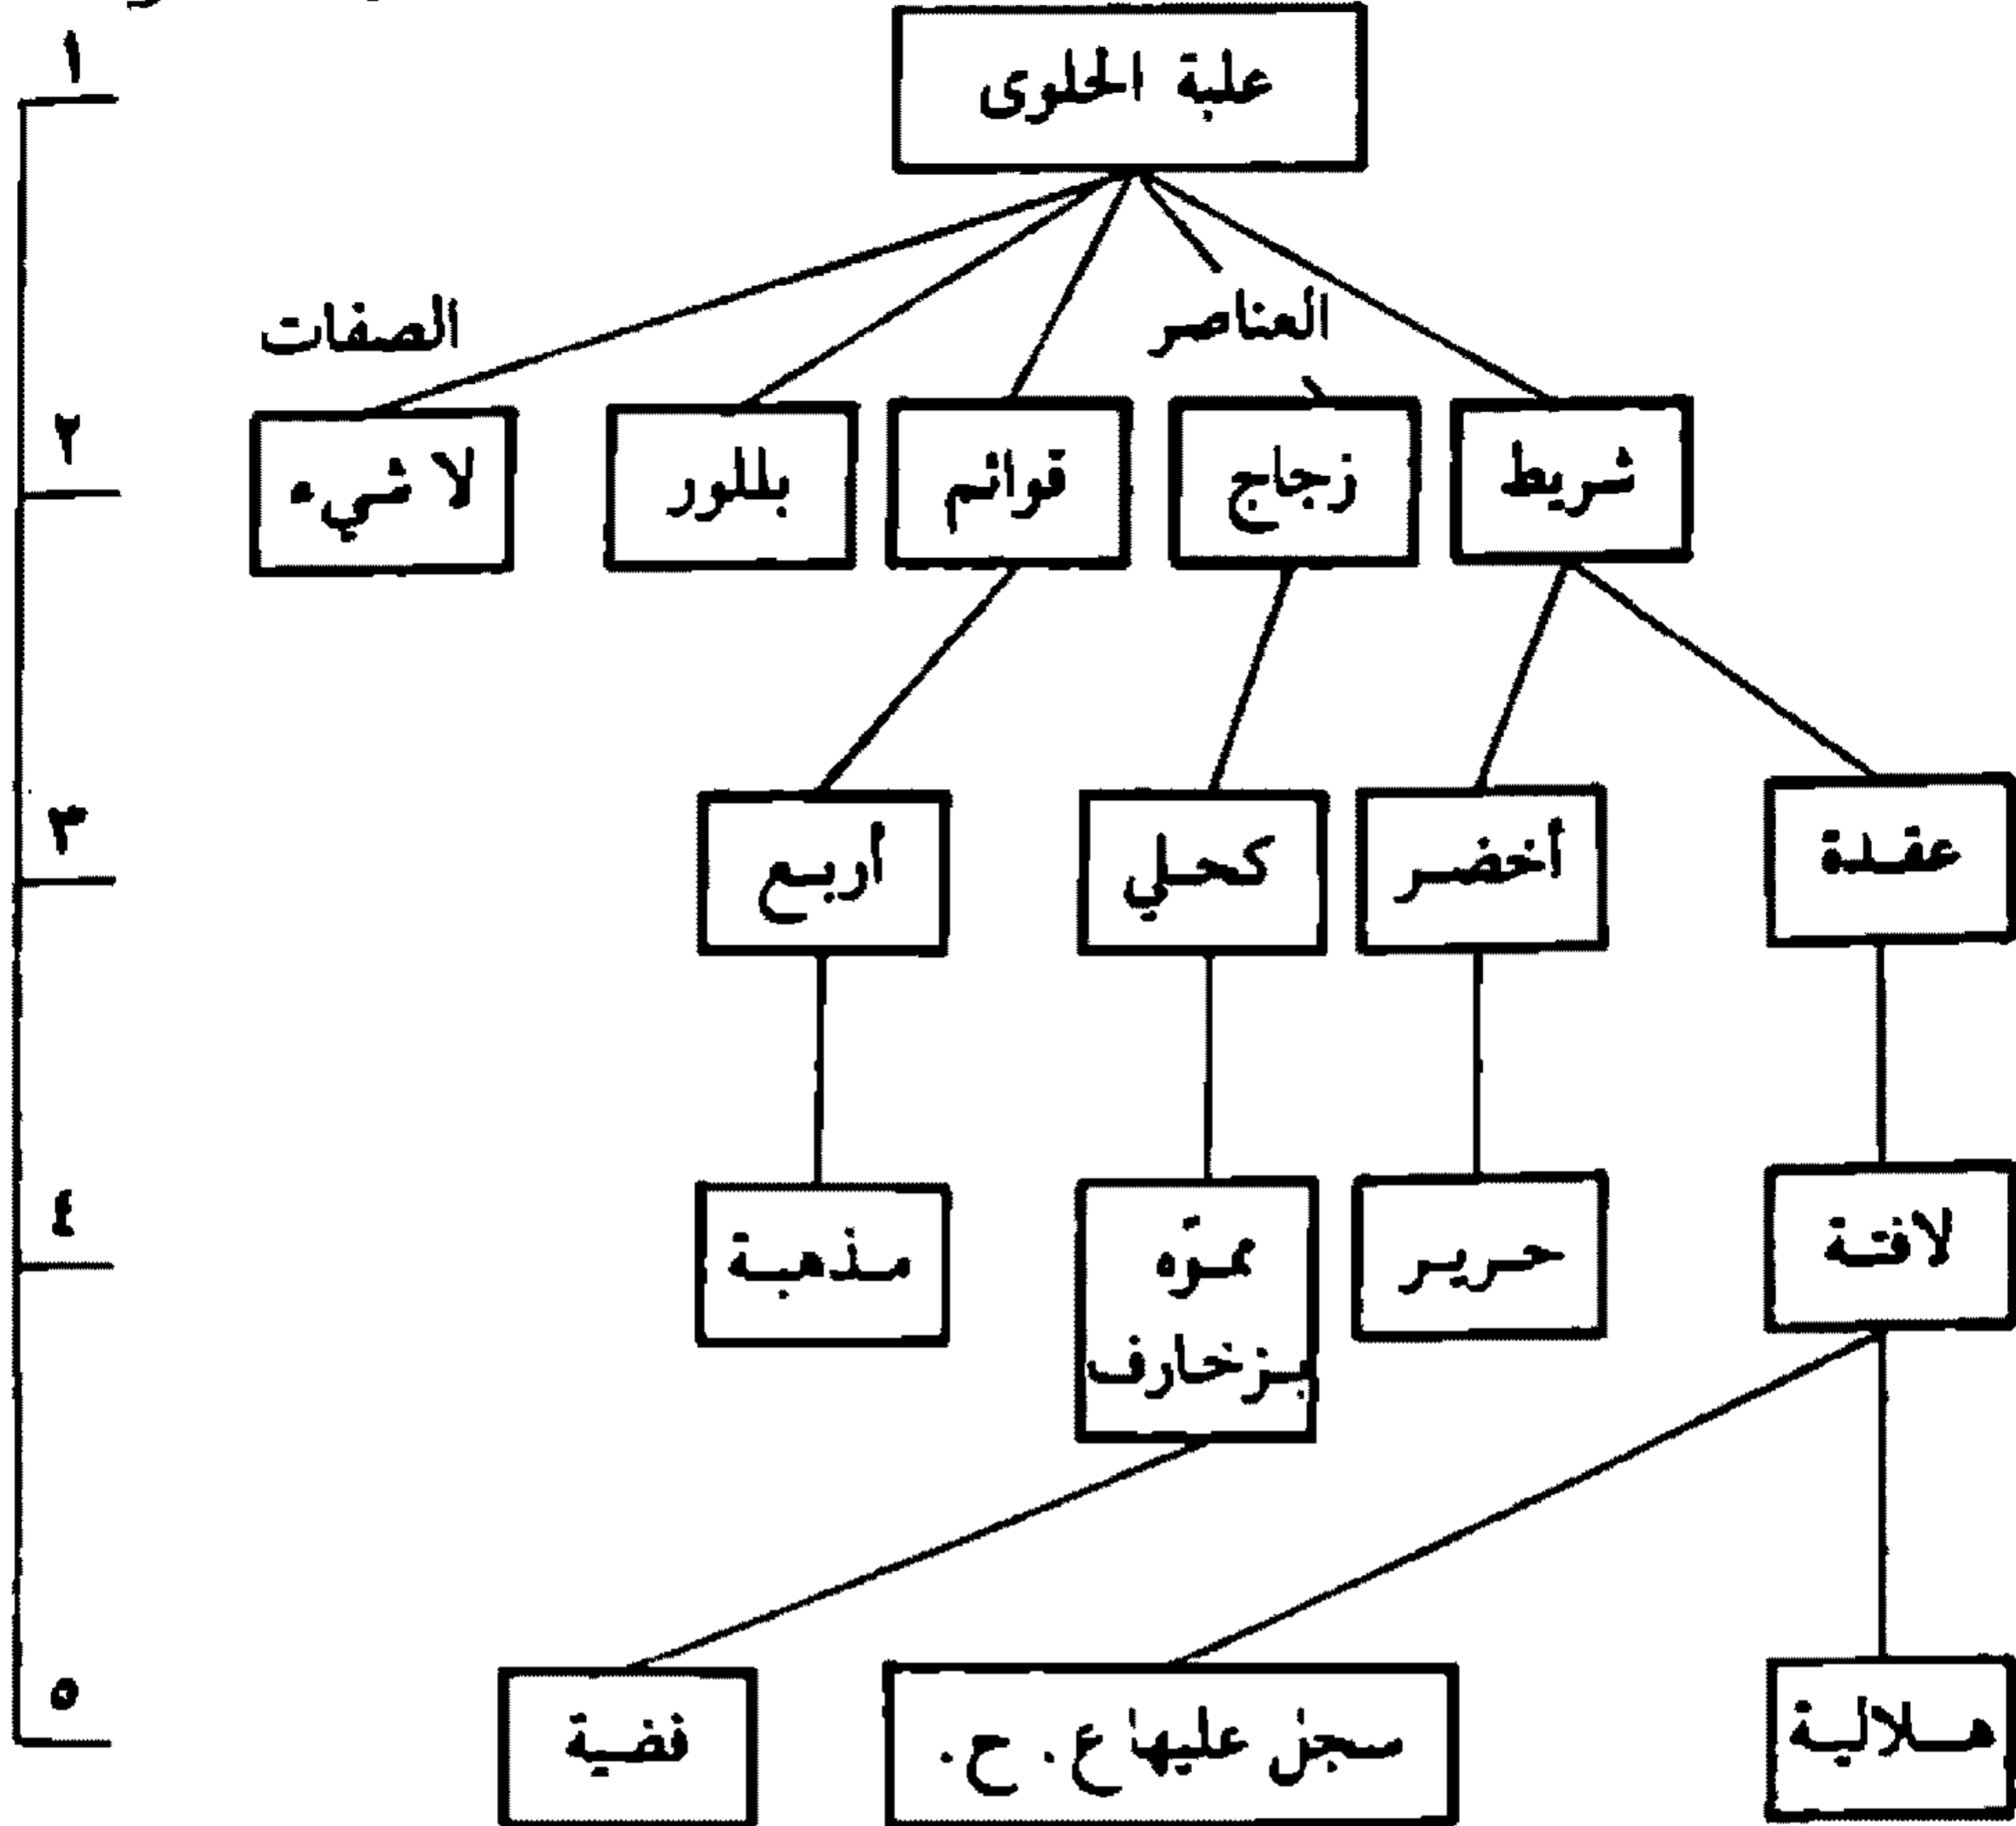 ١
علبة الحلوى
العناصر
الصفات
٢
شريط
زجاج
قوائم
بللور
لا شيء
٣
عقدة
أخضر
كحلي
أربع
٤
لاقتة
حرير
مموّه
بزخارف
مذهبة
٥
هلالية
سجل عليها ع. ح.
فضية